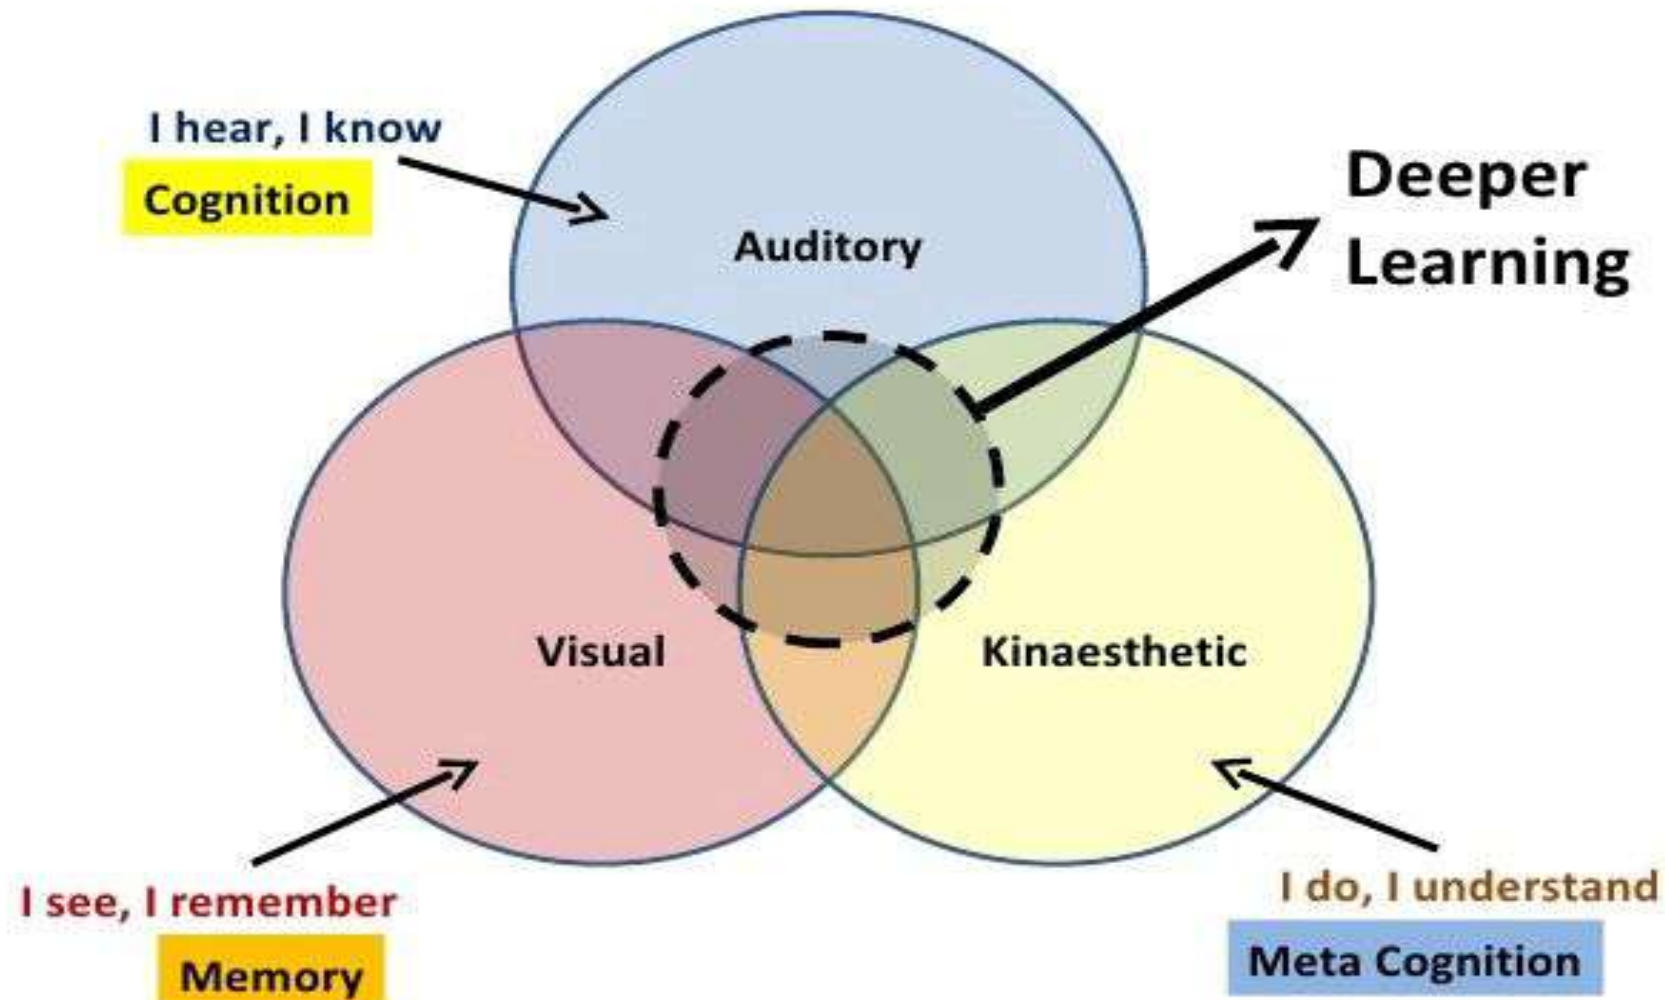 I hear, I know
Cognition
Auditory
Deeper
Learning
Visual
Kinaesthetic
I see, I remember
Memory
I do, I understand
Meta Cognition